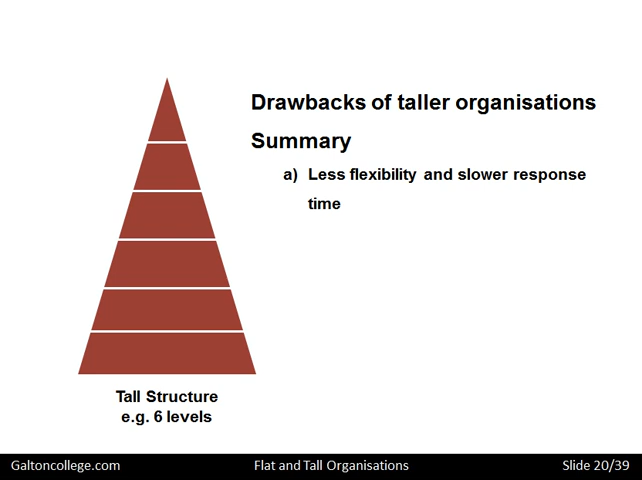 Drawbacks of taller organisations
Summary
a) Less flexibility and slower response
time
Tall Structure
e.g. 6 levels
Galtoncollege.com Flat and Tall Organisations Slide 20/39